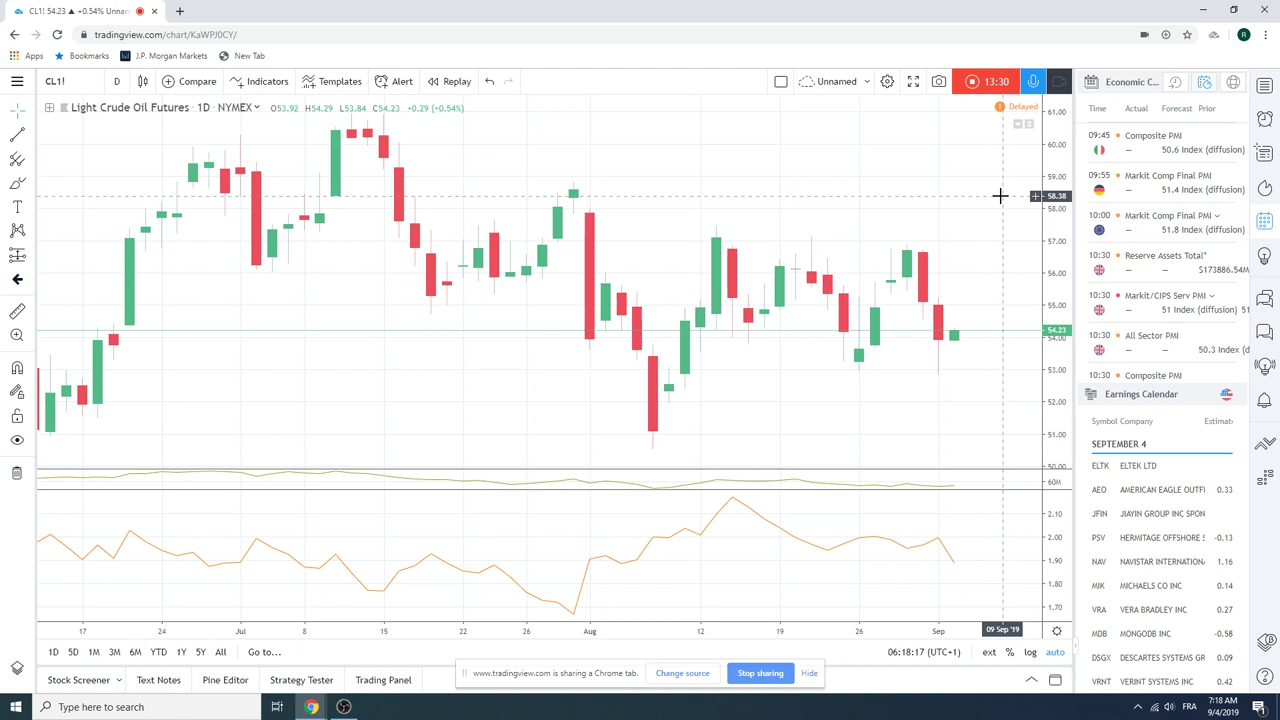 CL1! 54.23 ▲ +0.54% Unnar
tradingview.com/chart/KaWPJ0CY/
R
Apps Bookmarks J.P. Morgan Markets New Tab
CL1! D Compare Indicators Templates Alert Replay Unnamed 13:30
Light Crude Oil Futures · 1D · NYMEX O53.92 H54.29 L53.84 C54.23 +0.29 (+0.54%)
Delayed
61.00
60.00
59.00
58.38
58.00
57.00
56.00
55.00
54.23
54.00
53.00
52.00
51.00
50.00
60M
2.10
2.00
1.90
1.80
1.70
17 24 Jul 8 15 22 26 Aug 12 19 26 Sep 09 Sep '19
1D 5D 1M 3M 6M YTD 1Y 5Y All Go to... 06:18:17 (UTC+1) ext % log auto
www.tradingview.com is sharing a Chrome tab. Change source Stop sharing Hide
ck Screener Text Notes Pine Editor Strategy Tester Trading Panel
Economic C...
Time Actual Forecast Prior
09:45 Composite PMI
— 50.6 Index (diffusion)
09:55 Markit Comp Final PMI
— 51.4 Index (diffusion)
10:00 Markit Comp Final PMI
— 51.8 Index (diffusion)
10:30 Reserve Assets Total*
— $173886.54M
10:30 Markit/CIPS Serv PMI
— 51 Index (diffusion) 51
10:30 All Sector PMI
— — 50.3 Index (d
10:30 Composite PMI
Earnings Calendar
Symbol Company Estimat
SEPTEMBER 4
ELTK ELTEK LTD
AEO AMERICAN EAGLE OUTF 0.33
JFIN JIAYIN GROUP INC SPON
PSV HERMITAGE OFFSHORE S -0.13
NAV NAVISTAR INTERNATION 1.16
MIK MICHAELS CO INC 0.14
VRA VERA BRADLEY INC 0.27
MDB MONGODB INC -0.58
DSGX DESCARTES SYSTEMS GR 0.09
VRNT VERINT SYSTEMS INC 0.42
Type here to search
FRA
7:18 AM
9/4/2019
1